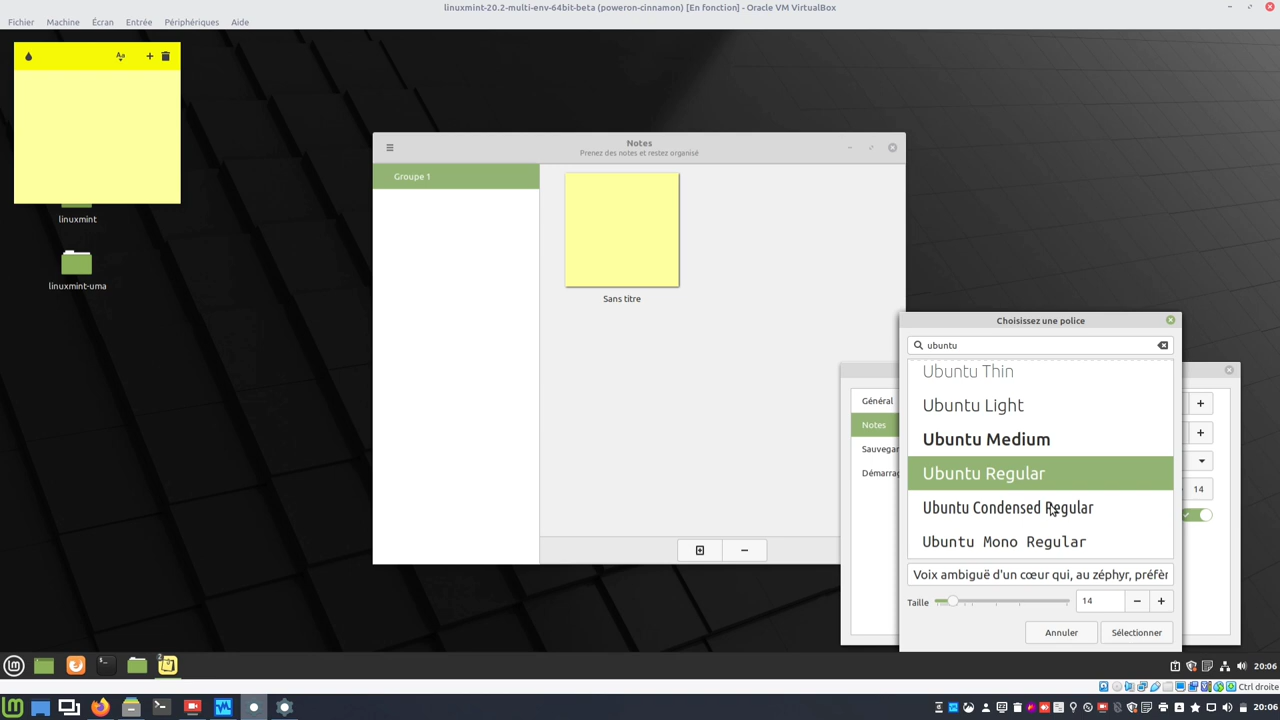 linuxmint-20.2-multi-env-64bit-beta (poweron-cinnamon) [En fonction] - Oracle VM VirtualBox
Fichier Machine Écran Entrée Périphériques Aide
Aa
linuxmint
linuxmint-uma
Notes
Prenez des notes et restez organisé
Groupe 1
Sans titre
Choisissez une police
ubuntu
Ubuntu Thin
Ubuntu Light
Ubuntu Medium
Ubuntu Regular
Ubuntu Condensed Regular
Ubuntu Mono Regular
Voix ambiguë d'un cœur qui, au zéphyr, préfèr
Taille
14
Annuler
Sélectionner
Général
Notes
Sauvegar
Démarrag
14
2
20:06
Ctrl droite
20:06